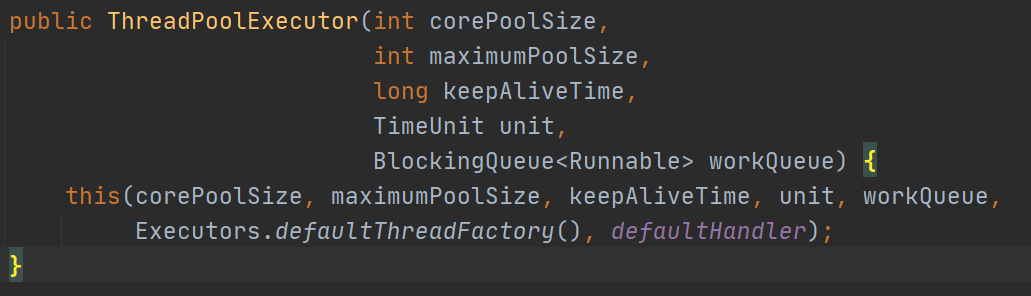 public ThreadPoolExecutor(int corePoolSize,
int maximumPoolSize,
long keepAliveTime,
TimeUnit unit,
BlockingQueue<Runnable> workQueue) {
this(corePoolSize, maximumPoolSize, keepAliveTime, unit, workQueue,
Executors.defaultThreadFactory(), defaultHandler);
}